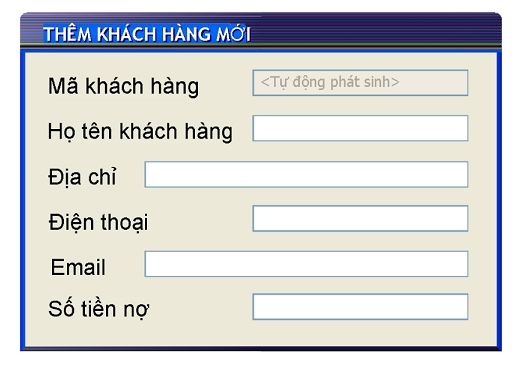 THÊM KHÁCH HÀNG MỚI
Mã khách hàng <Tự động phát sinh>
Họ tên khách hàng
Địa chỉ
Điện thoại
Email
Số tiền nợ